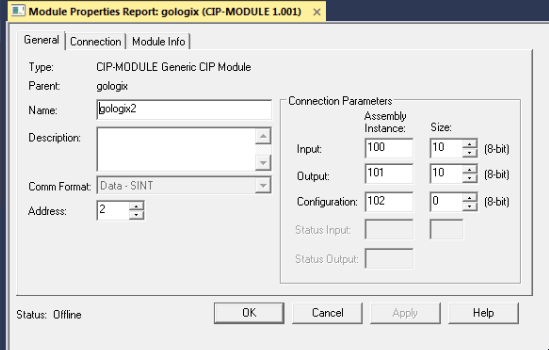 Module Properties Report: gologix (CIP-MODULE 1.001) ×
General Connection Module Info
Type: CIP-MODULE Generic CIP Module
Parent: gologix
Name: gologix2
Description:
Comm Format: Data - SINT
Address: 2
Connection Parameters
Assembly
Instance: Size:
Input: 100 10 (8-bit)
Output: 101 10 (8-bit)
Configuration: 102 0 (8-bit)
Status Input:
Status Output:
Status: Offline OK Cancel Apply Help